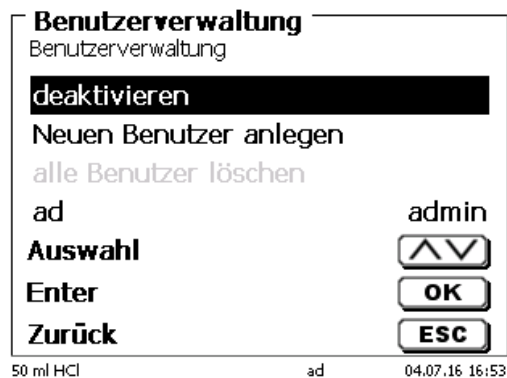 Benutzerverwaltung
Benutzerverwaltung
deaktivieren
Neuen Benutzer anlegen
alle Benutzer löschen
ad admin
Auswahl
Enter OK
Zurück ESC
50 ml HCl ad 04.07.16 16:53